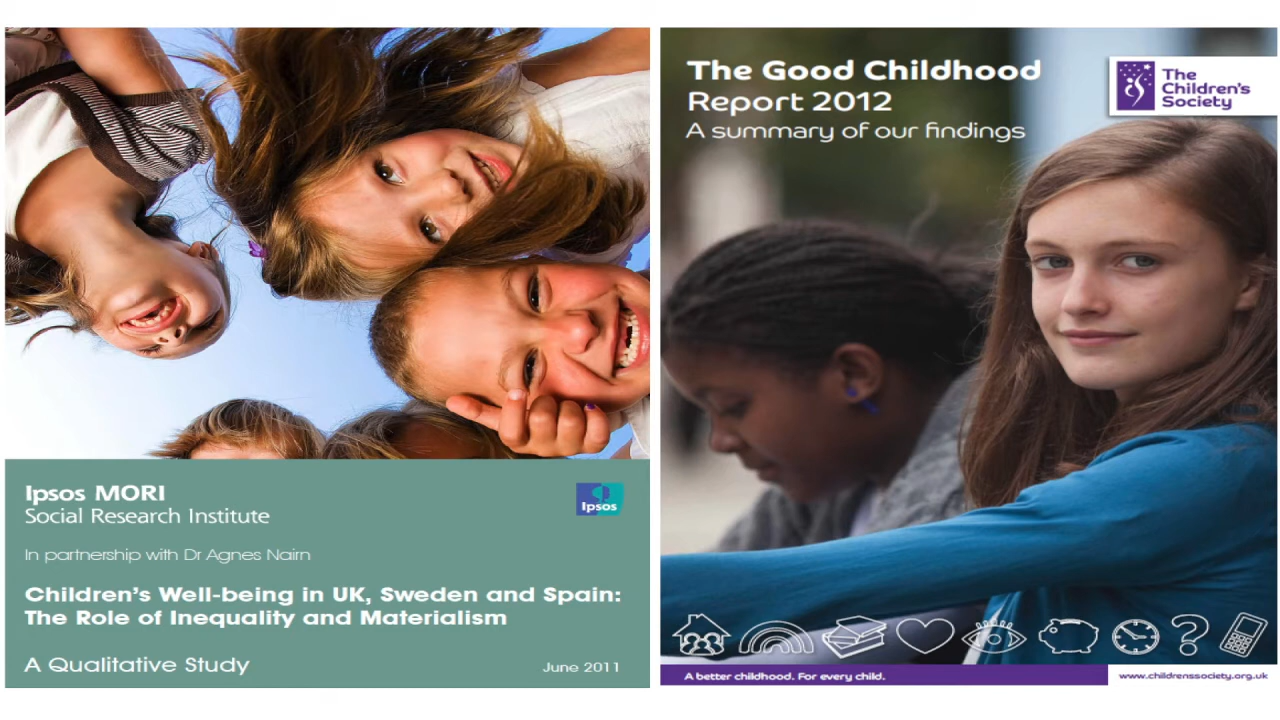 Ipsos MORI
Social Research Institute
Ipsos
In partnership with Dr Agnes Nairn
Children's Well-being in UK, Sweden and Spain:
The Role of Inequality and Materialism
A Qualitative Study
June 2011
The Good Childhood
Report 2012
A summary of our findings
The
Children's
Society
?
A better childhood. For every child.
www.childrenssociety.org.uk